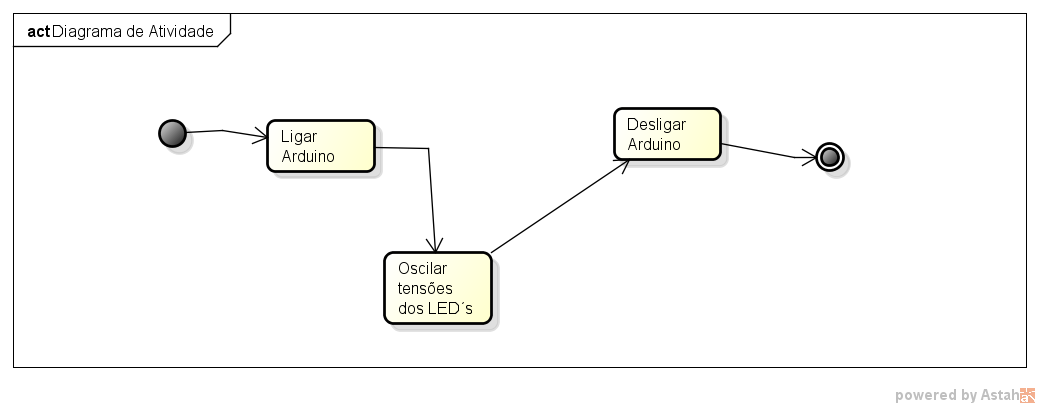 act Diagrama de Atividade
Ligar
Arduino
Oscilar
tensões
dos LED´s
Desligar
Arduino
powered by Astah